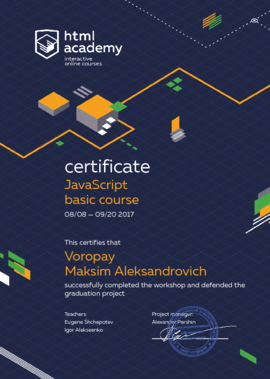 html
academy
interactive
online courses
certificate
JavaScript
basic course
08/08 — 09/20 2017
This certifies that
Voropay
Maksim Aleksandrovich
successfully completed the workshop and defended the
graduation project
Teachers:
Eugene Shchepotev
Igor Alekseenko
Project manager:
Alexander Pershin